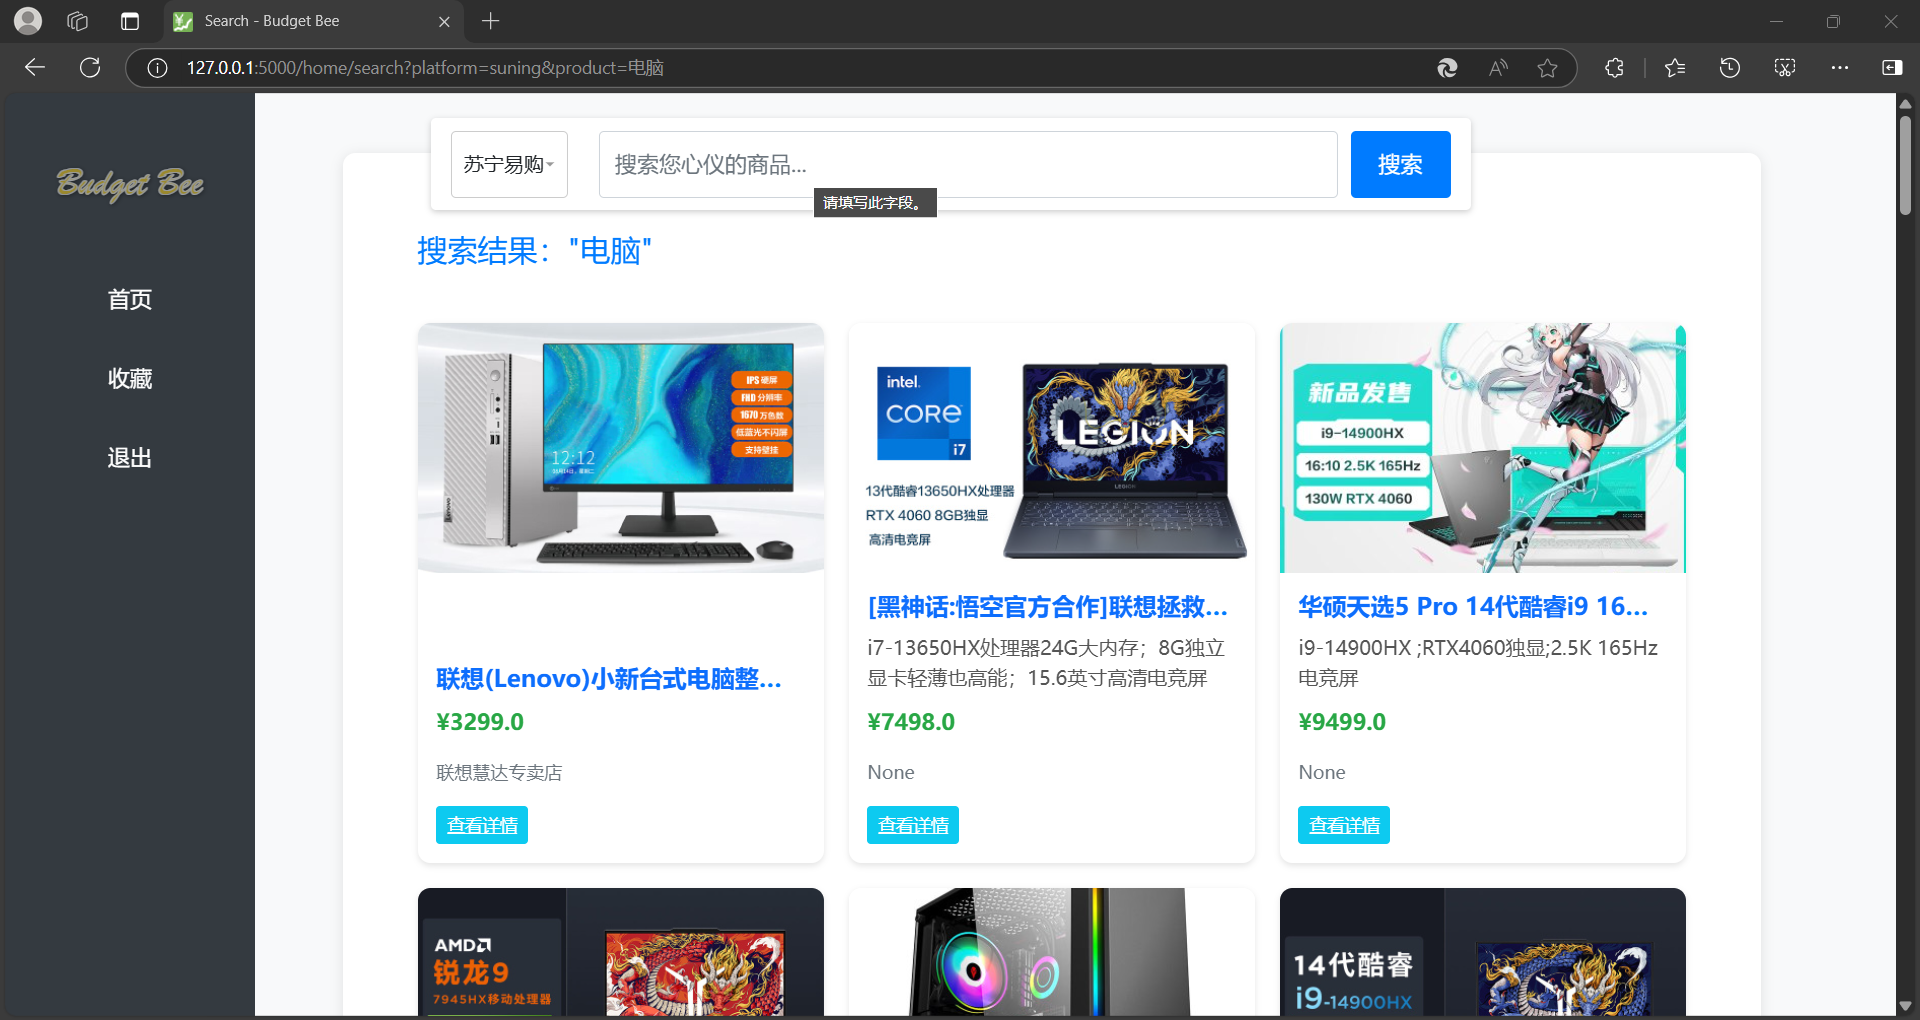 Search - Budget Bee
127.0.0.1:5000/home/search?platform=suning&product=电脑
Budget Bee
首页
收藏
退出
苏宁易购
搜索您心仪的商品...
搜索
请填写此字段。
搜索结果："电脑"
IPS 硬屏
FHD 分辨率
1670 万色数
低蓝光不闪屏
支持壁挂
12:12
Lenovo
联想(Lenovo)小新台式电脑整...
¥3299.0
联想慧达专卖店
查看详情
intel.
CORE
i7
LEGION
LEGION
13代酷睿13650HX处理器
RTX 4060 8GB独显
高清电竞屏
[黑神话:悟空官方合作]联想拯救...
i7-13650HX处理器24G大内存；8G独立
显卡轻薄也高能；15.6英寸高清电竞屏
¥7498.0
None
查看详情
新品发售
i9-14900HX
16:10 2.5K 165Hz
130W RTX 4060
华硕天选5 Pro 14代酷睿i9 16...
i9-14900HX ;RTX4060独显;2.5K 165Hz
电竞屏
¥9499.0
None
查看详情
AMD
锐龙9
7945HX移动处理器
14代酷睿
i9-14900HX